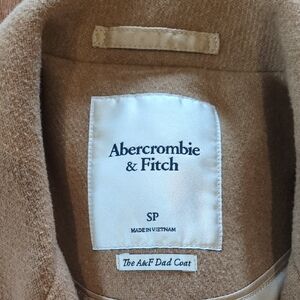 Abercrombie
& Fitch
SP
MADE IN VIETNAM
The A&F Dad Coat